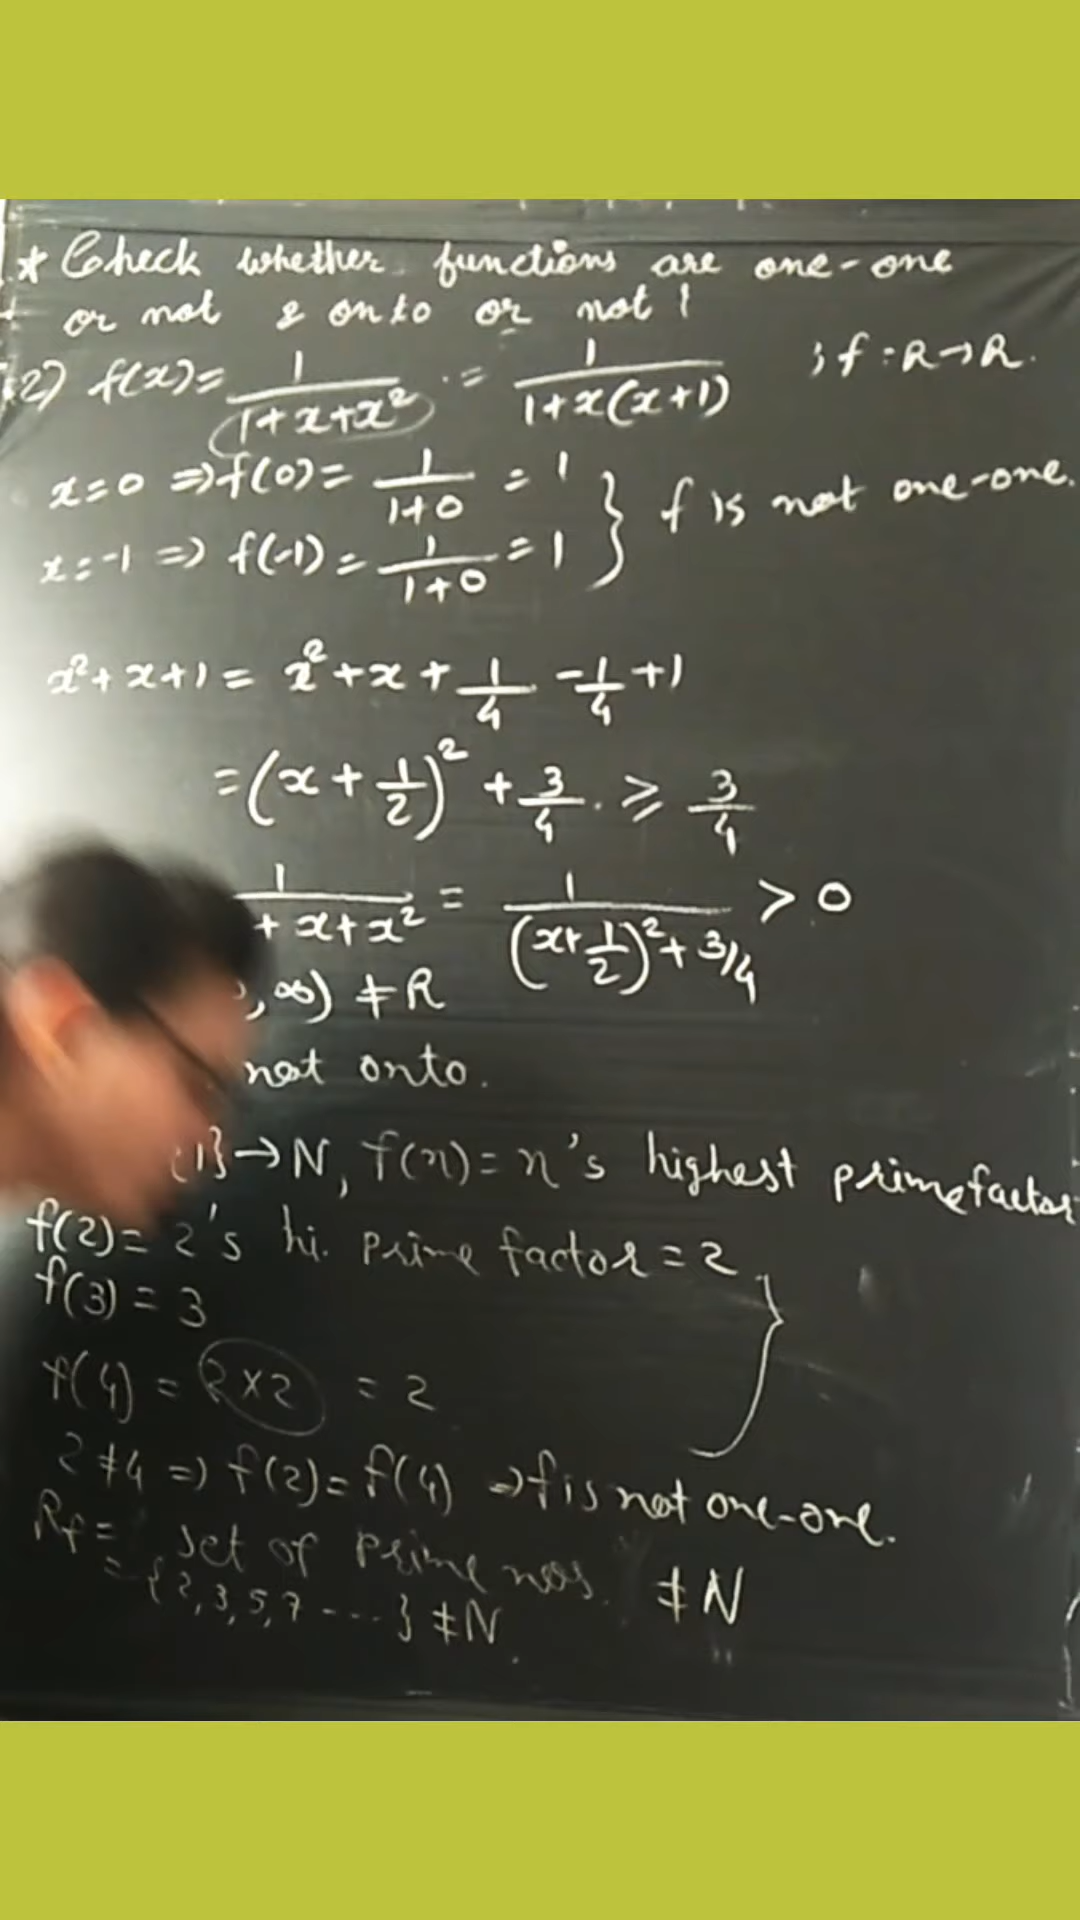 * Check whether functions are one-one
or not & onto or not !
2) f(x) = 1/(1+x+x²) = 1/(1+x(x+1)) ; f : R→R.
x=0 ⇒ f(0) = 1/(1+0) = 1 } f is not one-one.
x=-1 ⇒ f(-1) = 1/(1+0) = 1
x²+x+1 = x²+x+1/4 -1/4+1
=(x+1/2)² + 3/4 . ≥ 3/4
1/(+x+x²) = 1/((x+1/2)²+3/4) > 0
, ∞) ≠ R
not onto.
1}→N, f(n) = n's highest prime factor
f(2) = 2's hi. prime factor = 2
f(3) = 3
f(4) = 2×2 = 2
2≠4 ⇒ f(2) = f(4) ⇒ f is not one-one.
Rf = set of prime nos. ≠ N
= {2,3,5,7 ---} ≠ N.